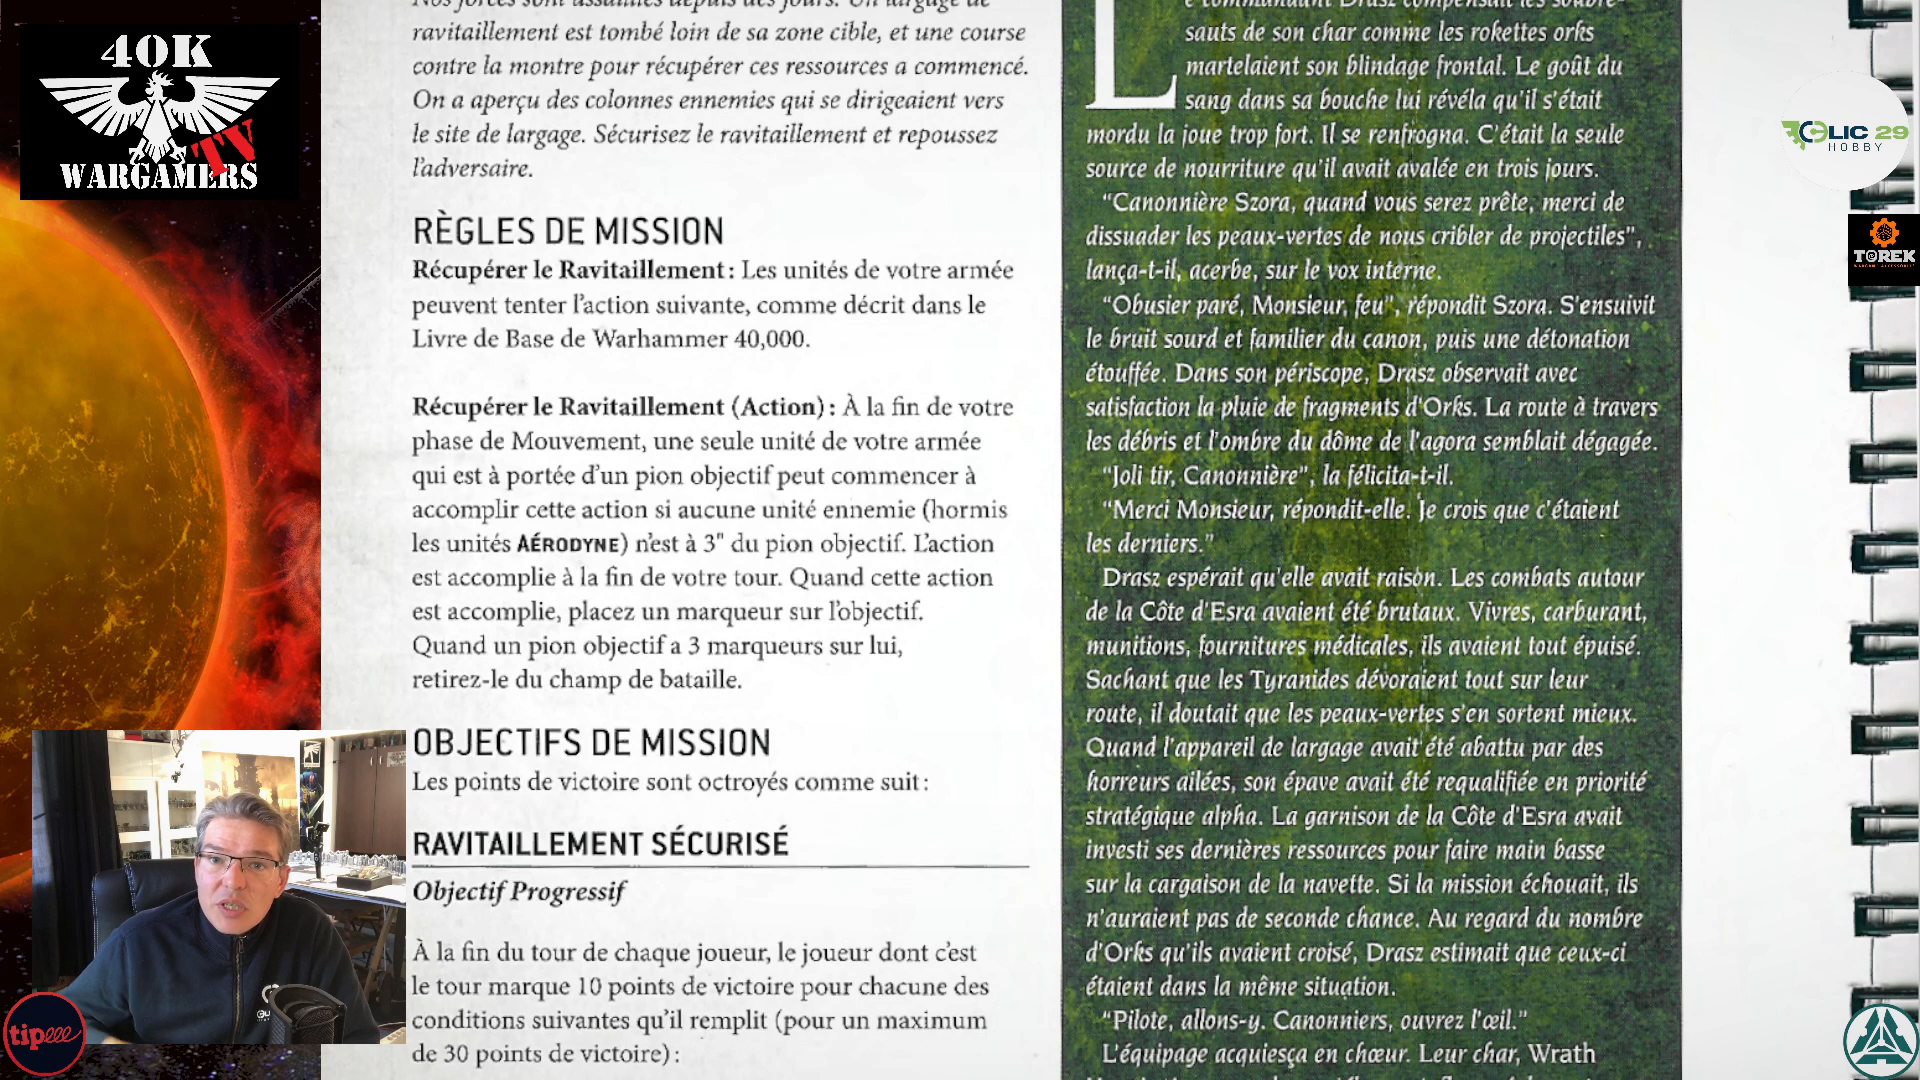 40K
WARGAMERS
TV
Nos forces sont assaillies depuis des jours. Un largage de
ravitaillement est tombé loin de sa zone cible, et une course
contre la montre pour récupérer ces ressources a commencé.
On a aperçu des colonnes ennemies qui se dirigeaient vers
le site de largage. Sécurisez le ravitaillement et repoussez
l'adversaire.
RÈGLES DE MISSION
Récupérer le Ravitaillement : Les unités de votre armée
peuvent tenter l'action suivante, comme décrit dans le
Livre de Base de Warhammer 40,000.
Récupérer le Ravitaillement (Action) : À la fin de votre
phase de Mouvement, une seule unité de votre armée
qui est à portée d'un pion objectif peut commencer à
accomplir cette action si aucune unité ennemie (hormis
les unités AÉRODYNE) n'est à 3" du pion objectif. L'action
est accomplie à la fin de votre tour. Quand cette action
est accomplie, placez un marqueur sur l'objectif.
Quand un pion objectif a 3 marqueurs sur lui,
retirez-le du champ de bataille.
OBJECTIFS DE MISSION
Les points de victoire sont octroyés comme suit :
RAVITAILLEMENT SÉCURISÉ
Objectif Progressif
À la fin du tour de chaque joueur, le joueur dont c'est
le tour marque 10 points de victoire pour chacune des
conditions suivantes qu'il remplit (pour un maximum
de 30 points de victoire) :
Le commandant Drasz compensait les soubre-
sauts de son char comme les rokettes orks
martelaient son blindage frontal. Le goût du
sang dans sa bouche lui révéla qu'il s'était
mordu la joue trop fort. Il se renfrogna. C'était la seule
source de nourriture qu'il avait avalée en trois jours.
“Canonnière Szora, quand vous serez prête, merci de
dissuader les peaux-vertes de nous cribler de projectiles”,
lança-t-il, acerbe, sur le vox interne.
“Obusier paré, Monsieur, feu”, répondit Szora. S'ensuivit
le bruit sourd et familier du canon, puis une détonation
étouffée. Dans son périscope, Drasz observait avec
satisfaction la pluie de fragments d'Orks. La route à travers
les débris et l'ombre du dôme de l'agora semblait dégagée.
“Joli tir, Canonnière”, la félicita-t-il.
“Merci Monsieur, répondit-elle. Je crois que c'étaient
les derniers.”
Drasz espérait qu'elle avait raison. Les combats autour
de la Côte d'Esra avaient été brutaux. Vivres, carburant,
munitions, fournitures médicales, ils avaient tout épuisé.
Sachant que les Tyranides dévoraient tout sur leur
route, il doutait que les peaux-vertes s'en sortent mieux.
Quand l'appareil de largage avait été abattu par des
horreurs ailées, son épave avait été requalifiée en priorité
stratégique alpha. La garnison de la Côte d'Esra avait
investi ses dernières ressources pour faire main basse
sur la cargaison de la navette. Si la mission échouait, ils
n'auraient pas de seconde chance. Au regard du nombre
d'Orks qu'ils avaient croisé, Drasz estimait que ceux-ci
étaient dans la même situation.
“Pilote, allons-y. Canonniers, ouvrez l'œil.”
L'équipage acquiesça en chœur. Leur char, Wrath
CLIC 29
HOBBY
TOREK
tipeee